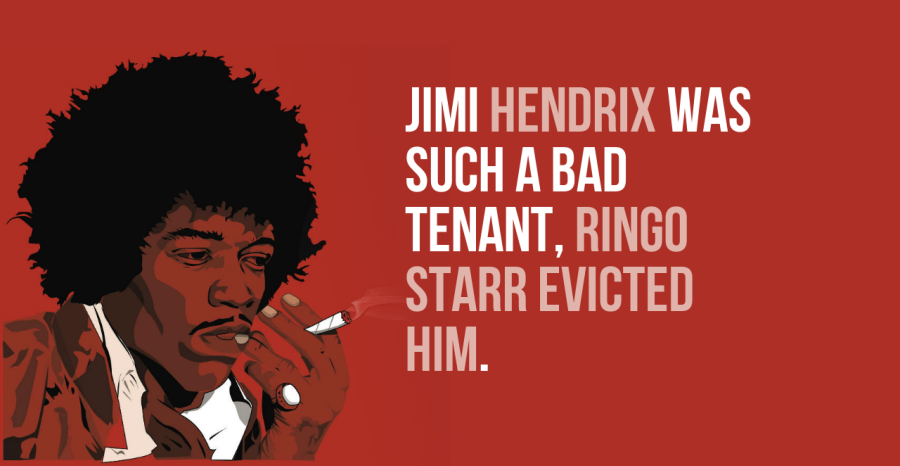 JIMI HENDRIX WAS
SUCH A BAD
TENANT, RINGO
STARR EVICTED
HIM.